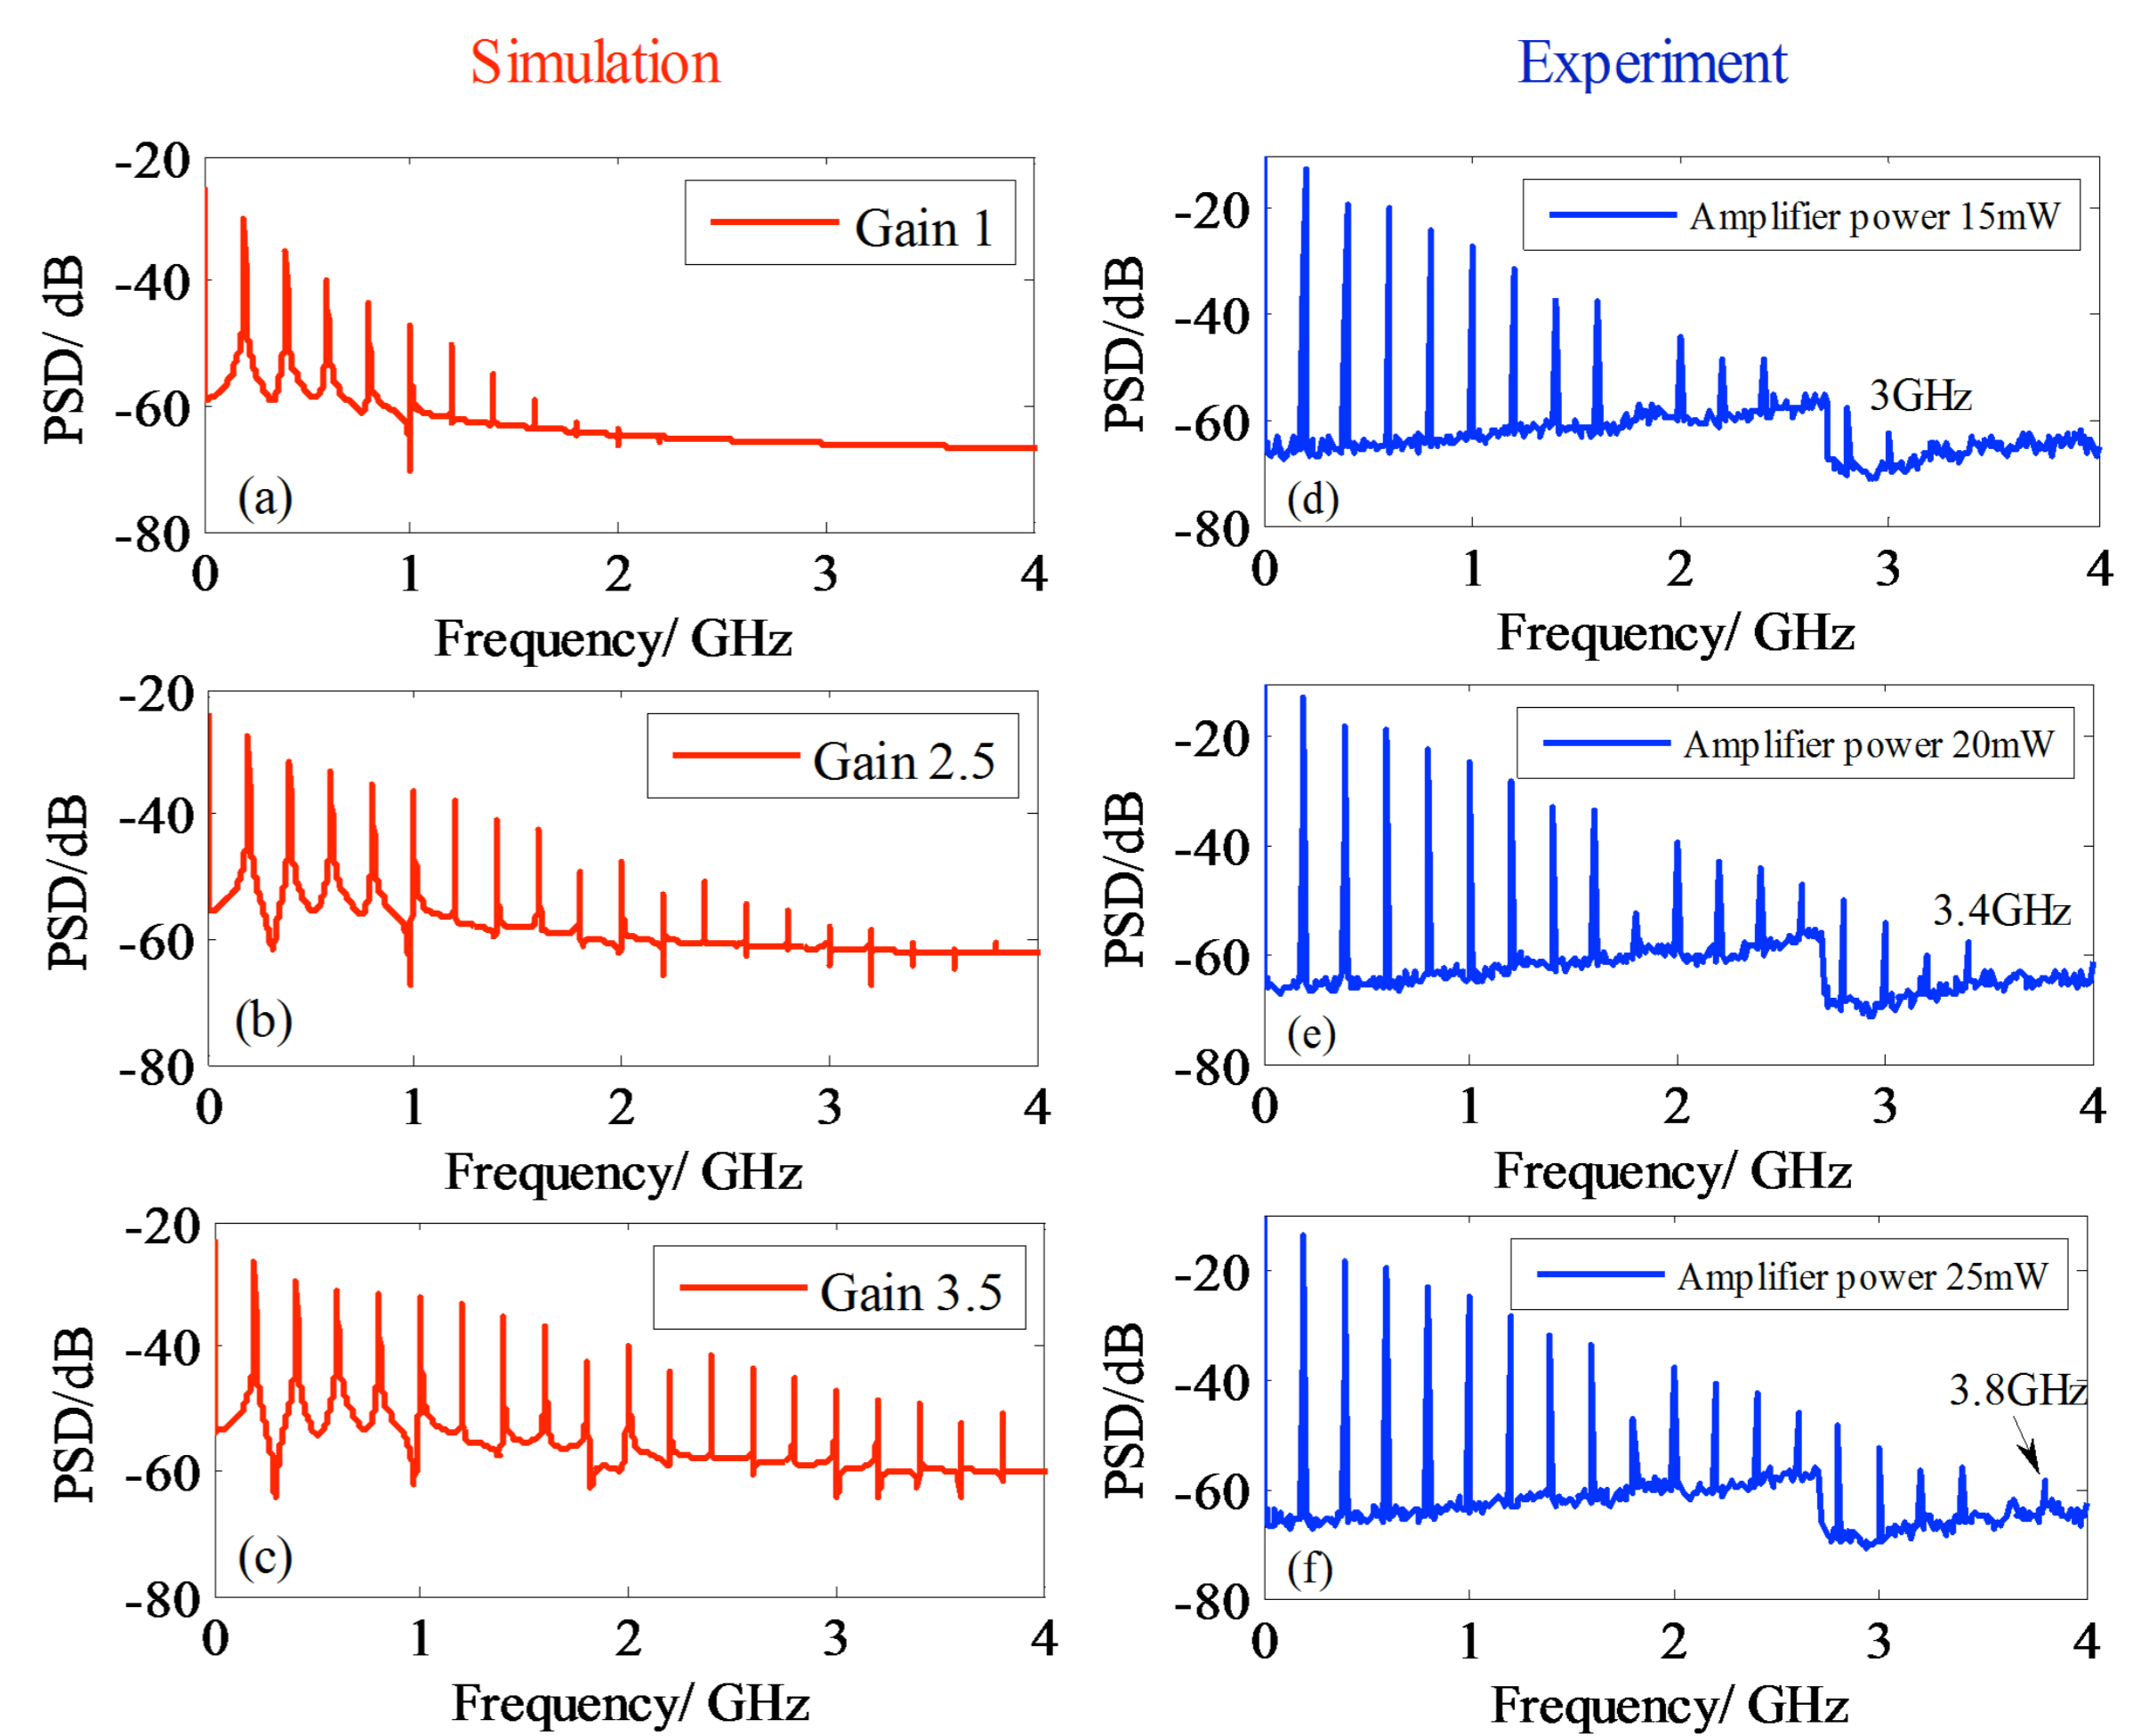 Simulation
Experiment
-20
-40
-60
-80
PSD/ dB
Gain 1
(a)
0 1 2 3 4
Frequency/ GHz
-20
-40
-60
-80
PSD/dB
Amplifier power 15mW
3GHz
(d)
0 1 2 3 4
Frequency/ GHz
-20
-40
-60
-80
PSD/dB
Gain 2.5
(b)
0 1 2 3 4
Frequency/ GHz
-20
-40
-60
-80
PSD/dB
Amplifier power 20mW
3.4GHz
(e)
0 1 2 3 4
Frequency/ GHz
-20
-40
-60
-80
PSD/dB
Gain 3.5
(c)
0 1 2 3 4
Frequency/ GHz
-20
-40
-60
-80
PSD/dB
Amplifier power 25mW
3.8GHz
(f)
0 1 2 3 4
Frequency/ GHz